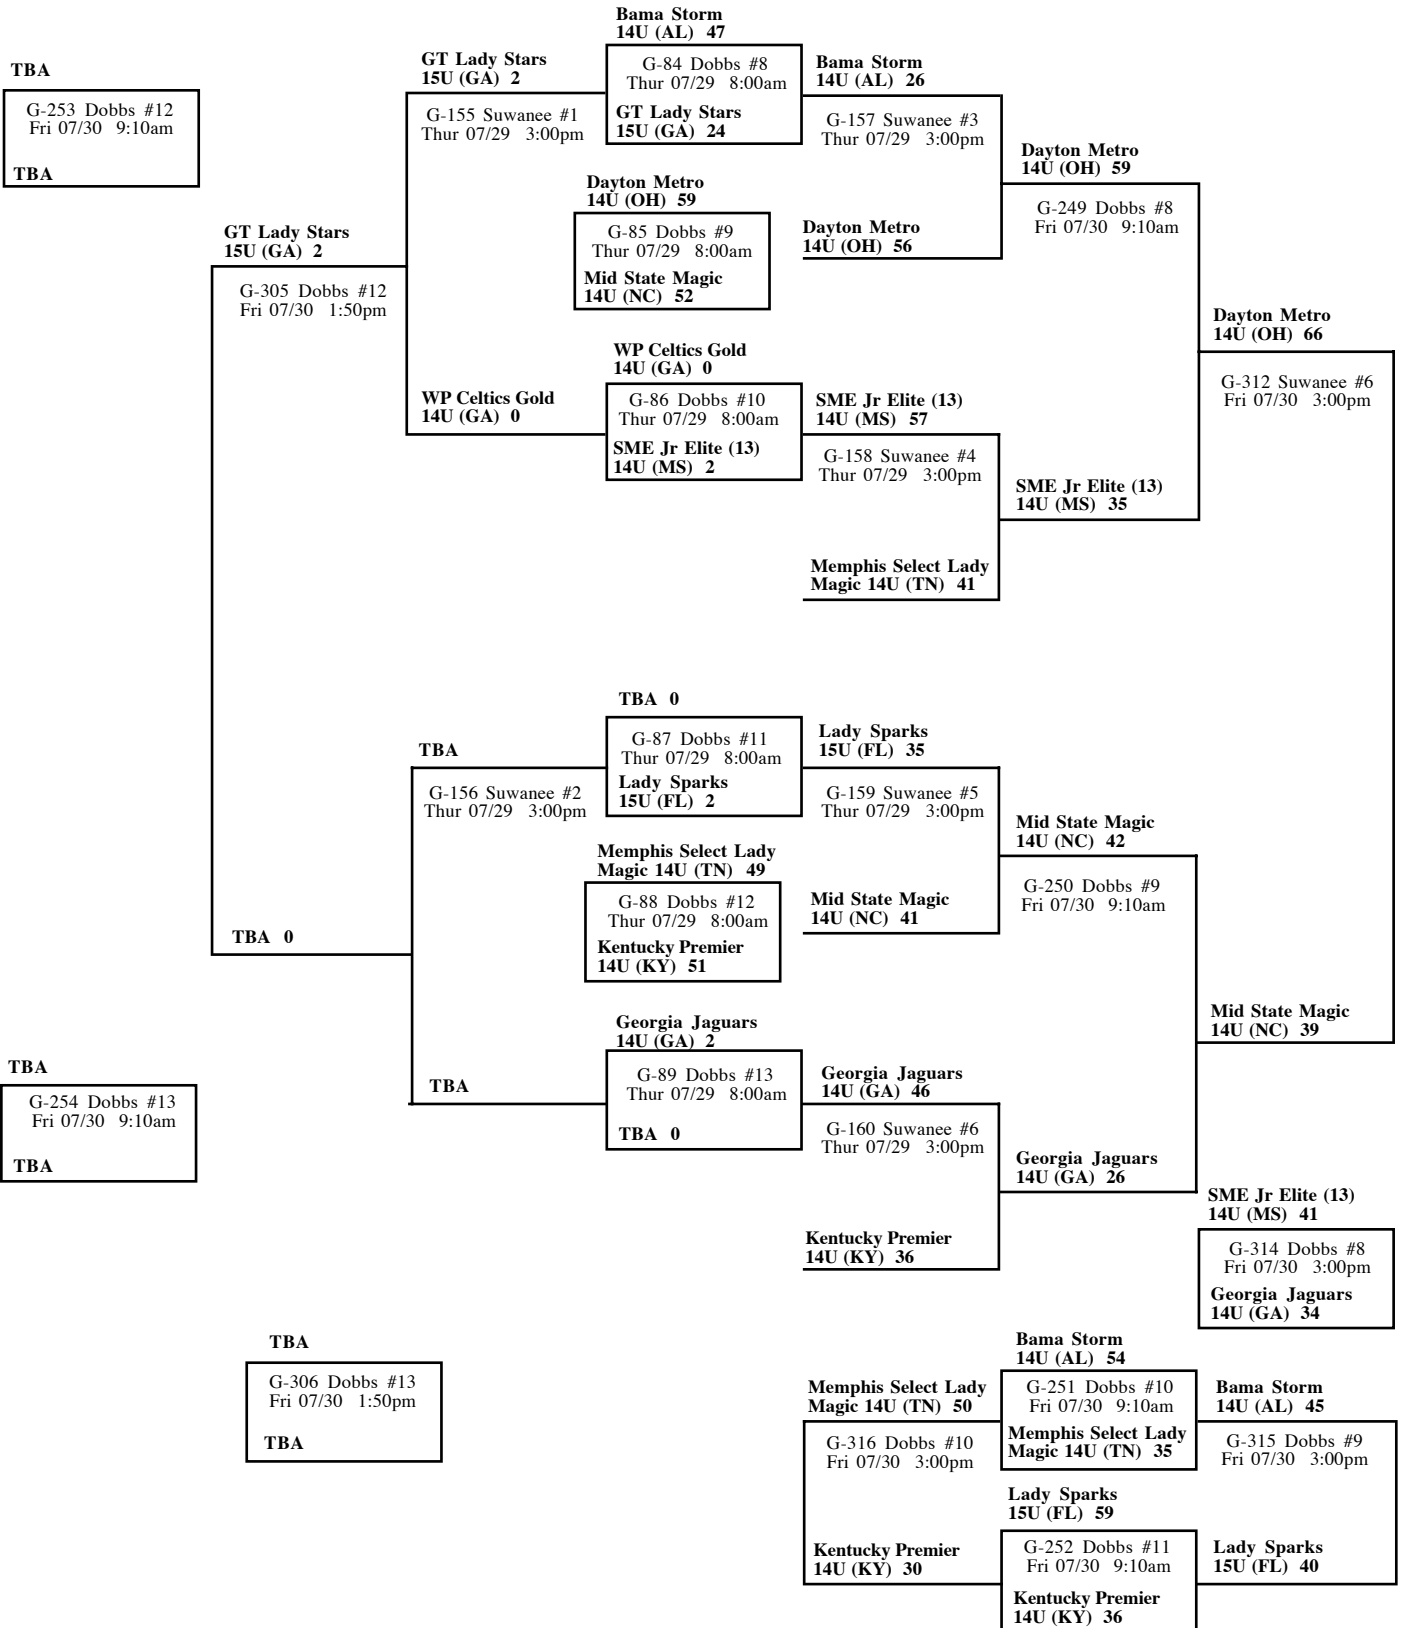 Bama Storm
14U (AL) 47
G-84 Dobbs #8
Thur 07/29 8:00am
GT Lady Stars
15U (GA) 24
GT Lady Stars
15U (GA) 2
G-155 Suwanee #1
Thur 07/29 3:00pm
Bama Storm
14U (AL) 26
G-157 Suwanee #3
Thur 07/29 3:00pm
TBA
G-253 Dobbs #12
Fri 07/30 9:10am
TBA
Dayton Metro
14U (OH) 59
G-249 Dobbs #8
Fri 07/30 9:10am
Dayton Metro
14U (OH) 59
G-85 Dobbs #9
Thur 07/29 8:00am
Mid State Magic
14U (NC) 52
Dayton Metro
14U (OH) 56
GT Lady Stars
15U (GA) 2
G-305 Dobbs #12
Fri 07/30 1:50pm
Dayton Metro
14U (OH) 66
G-312 Suwanee #6
Fri 07/30 3:00pm
WP Celtics Gold
14U (GA) 0
G-86 Dobbs #10
Thur 07/29 8:00am
SME Jr Elite (13)
14U (MS) 2
WP Celtics Gold
14U (GA) 0
SME Jr Elite (13)
14U (MS) 57
G-158 Suwanee #4
Thur 07/29 3:00pm
SME Jr Elite (13)
14U (MS) 35
Memphis Select Lady
Magic 14U (TN) 41
TBA 0
G-87 Dobbs #11
Thur 07/29 8:00am
Lady Sparks
15U (FL) 2
TBA
G-156 Suwanee #2
Thur 07/29 3:00pm
Lady Sparks
15U (FL) 35
G-159 Suwanee #5
Thur 07/29 3:00pm
Mid State Magic
14U (NC) 42
G-250 Dobbs #9
Fri 07/30 9:10am
Memphis Select Lady
Magic 14U (TN) 49
G-88 Dobbs #12
Thur 07/29 8:00am
Kentucky Premier
14U (KY) 51
Mid State Magic
14U (NC) 41
TBA 0
Mid State Magic
14U (NC) 39
Georgia Jaguars
14U (GA) 2
G-89 Dobbs #13
Thur 07/29 8:00am
TBA 0
TBA
Georgia Jaguars
14U (GA) 46
G-160 Suwanee #6
Thur 07/29 3:00pm
TBA
G-254 Dobbs #13
Fri 07/30 9:10am
TBA
Georgia Jaguars
14U (GA) 26
Kentucky Premier
14U (KY) 36
SME Jr Elite (13)
14U (MS) 41
G-314 Dobbs #8
Fri 07/30 3:00pm
Georgia Jaguars
14U (GA) 34
TBA
G-306 Dobbs #13
Fri 07/30 1:50pm
TBA
Bama Storm
14U (AL) 54
G-251 Dobbs #10
Fri 07/30 9:10am
Memphis Select Lady
Magic 14U (TN) 35
Memphis Select Lady
Magic 14U (TN) 50
G-316 Dobbs #10
Fri 07/30 3:00pm
Bama Storm
14U (AL) 45
G-315 Dobbs #9
Fri 07/30 3:00pm
Lady Sparks
15U (FL) 59
G-252 Dobbs #11
Fri 07/30 9:10am
Kentucky Premier
14U (KY) 36
Kentucky Premier
14U (KY) 30
Lady Sparks
15U (FL) 40